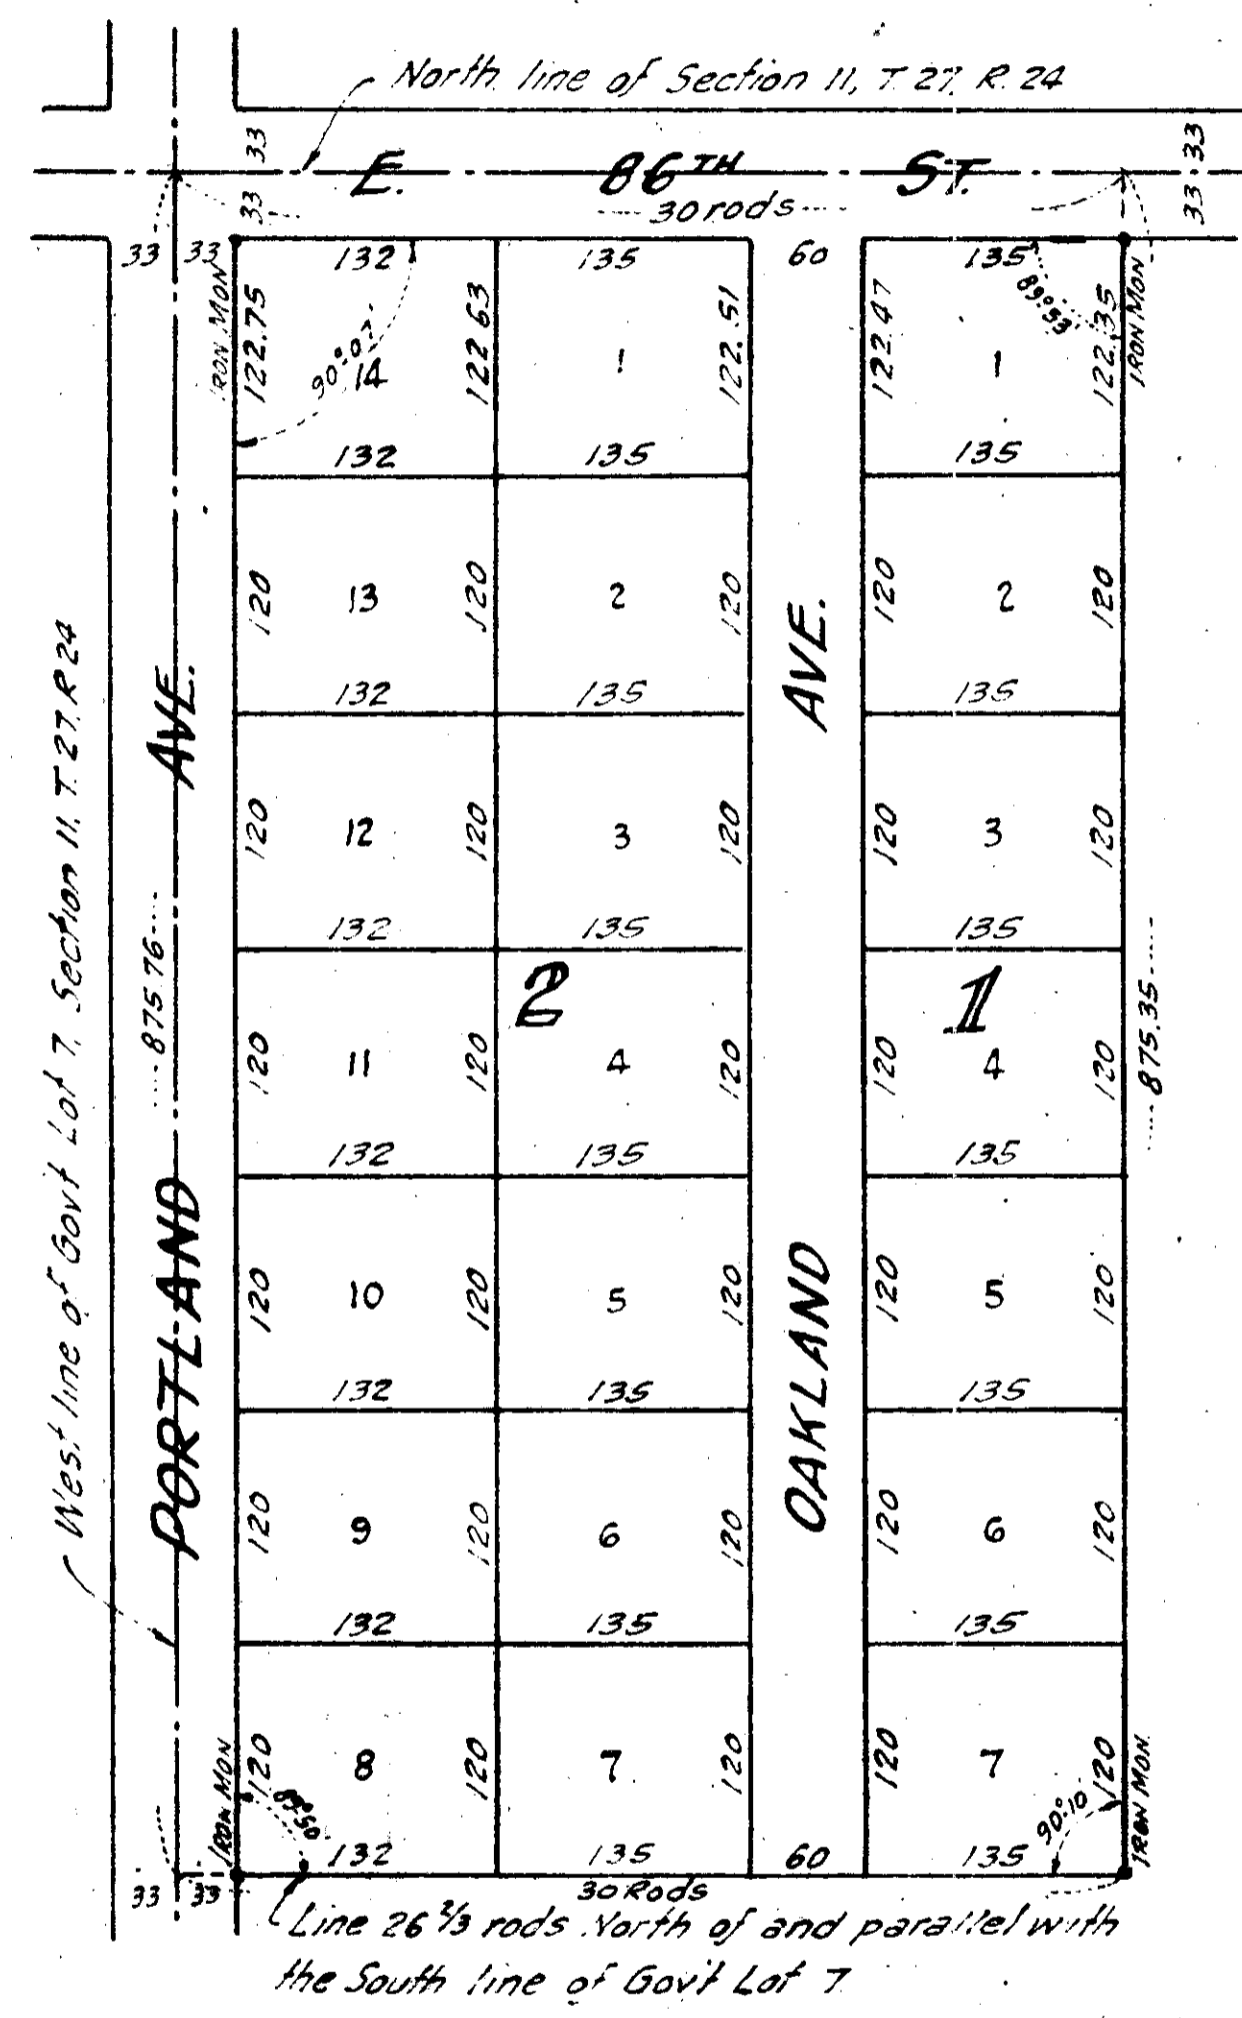 North line of Section 11, T. 27, R. 24
33
33
E. 86TH ST.
33
33
30 rods
33 33
132 135 60 135
IRON MON
122.75
122.63
122.51
122.47
122.35
IRON MON
90°07'
89°53'
14 1 1
132 135 135
120 13 120 2 120 120 2 120
132 135 135
120 12 120 3 120 120 3 120
132 135 135
2 1
120 11 120 4 120 120 4 120
132 135 135
120 10 120 5 120 120 5 120
132 135 135
120 9 120 6 120 120 6 120
132 135 135
120 8 120 7 120 120 7 120
IRON MON
90°10'
IRON MON.
132 135 60 135
33 33
30 Rods
PORTLAND AVE.
OAKLAND AVE.
875.76
875.35
West line of Govt Lot 7, Section 11, T. 27, R 24
Line 26 2/3 rods North of and parallel with
the South line of Gov't Lot 7